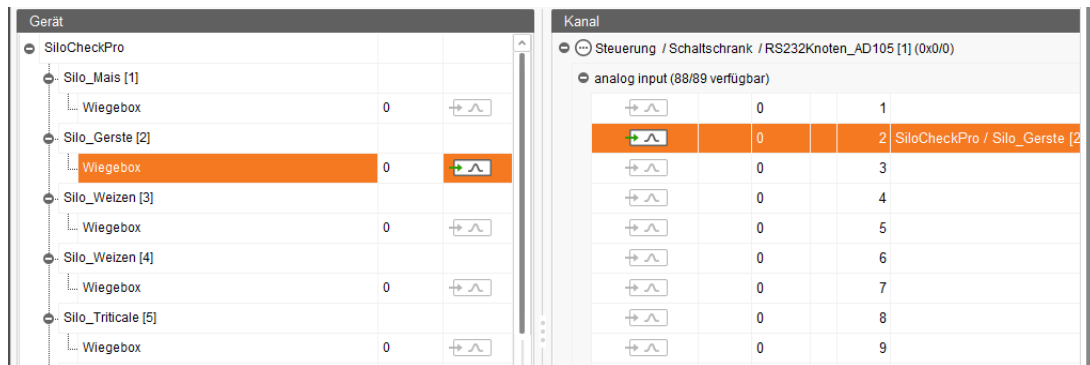 Gerät
SiloCheckPro
Silo_Mais [1]
Wiegebox 0
Silo_Gerste [2]
Wiegebox 0
Silo_Weizen [3]
Wiegebox 0
Silo_Weizen [4]
Wiegebox 0
Silo_Triticale [5]
Wiegebox 0
Kanal
Steuerung / Schaltschrank / RS232Knoten_AD105 [1] (0x0/0)
analog input (88/89 verfügbar)
0 1
0 2 SiloCheckPro / Silo_Gerste [2
0 3
0 4
0 5
0 6
0 7
0 8
0 9